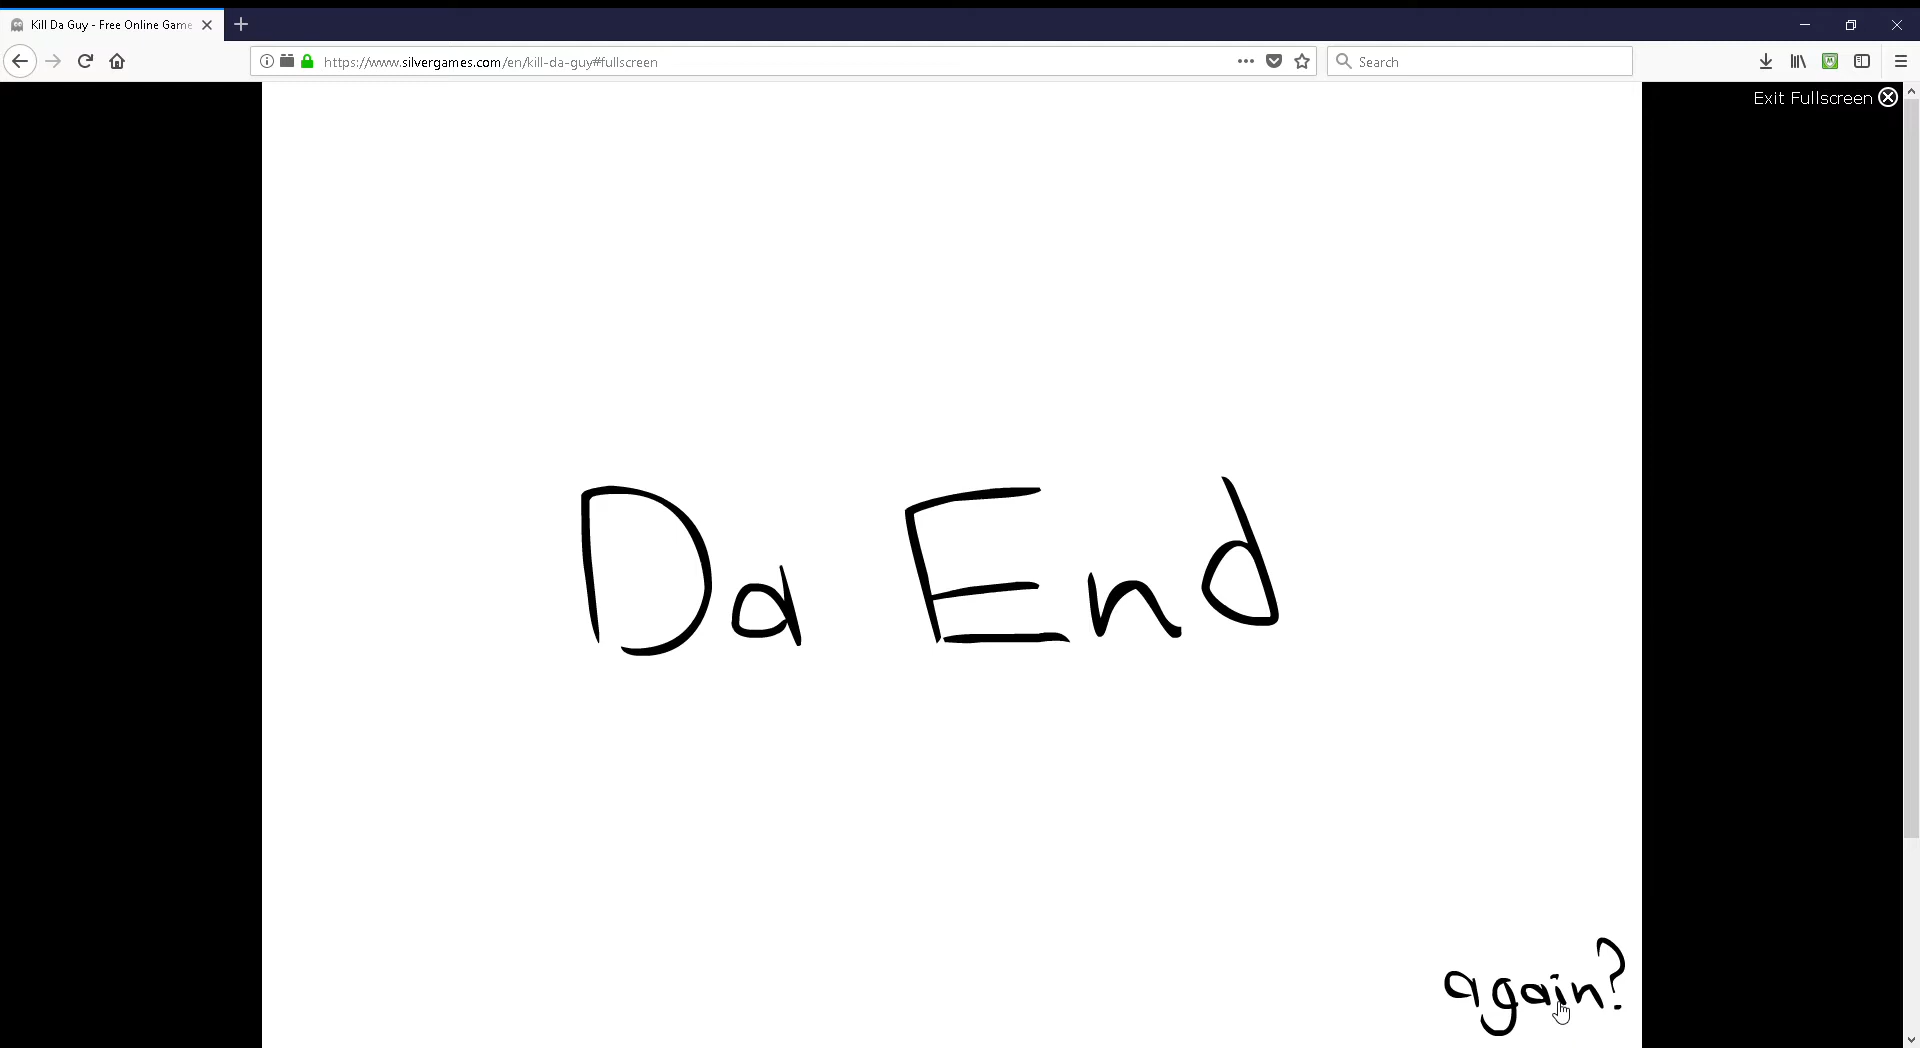 Kill Da Guy - Free Online Game
https://www.silvergames.com/en/kill-da-guy#fullscreen
Search
Exit Fullscreen
Da End
again?